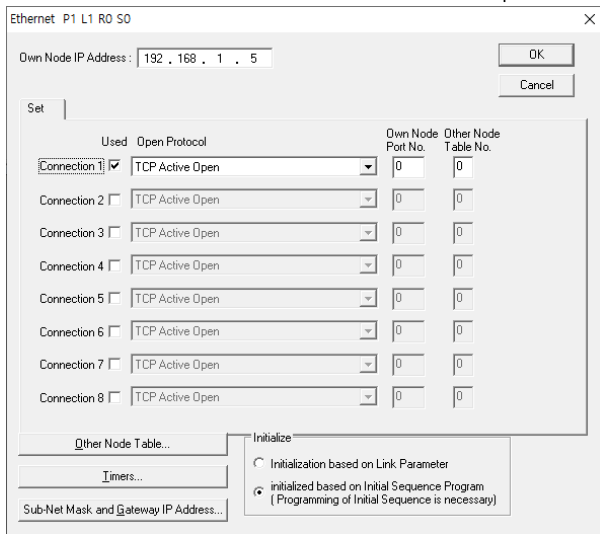 Ethernet P1 L1 R0 S0
Own Node IP Address : 192 . 168 . 1 . 5
OK
Cancel
Set
Used Open Protocol Own Node Port No. Other Node Table No.
Connection 1 TCP Active Open 0 0
Connection 2 TCP Active Open 0 0
Connection 3 TCP Active Open 0 0
Connection 4 TCP Active Open 0 0
Connection 5 TCP Active Open 0 0
Connection 6 TCP Active Open 0 0
Connection 7 TCP Active Open 0 0
Connection 8 TCP Active Open 0 0
Other Node Table...
Timers...
Sub-Net Mask and Gateway IP Address...
Initialize
Initialization based on Link Parameter
initialized based on Initial Sequence Program
( Programming of Initial Sequence is necessary)